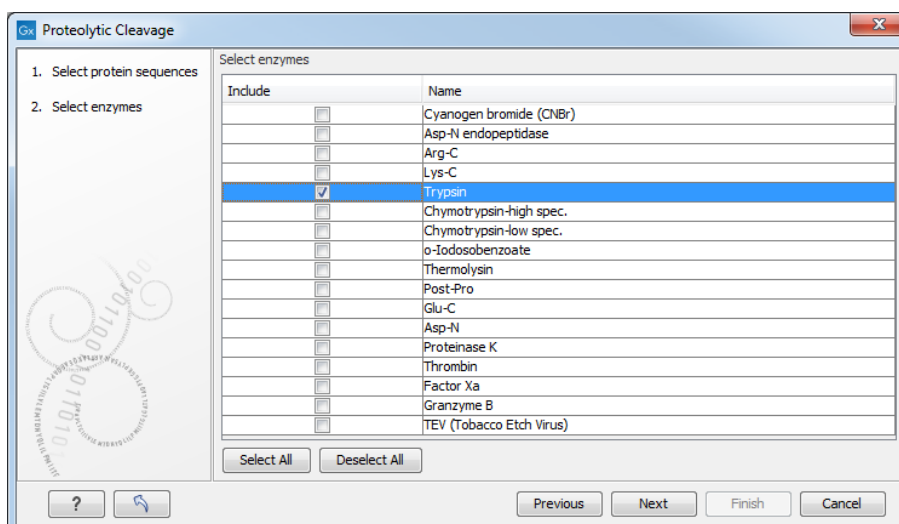 Gx Proteolytic Cleavage
1. Select protein sequences
2. Select enzymes
Select enzymes
Include Name
Cyanogen bromide (CNBr)
Asp-N endopeptidase
Arg-C
Lys-C
Trypsin
Chymotrypsin-high spec.
Chymotrypsin-low spec.
o-Iodosobenzoate
Thermolysin
Post-Pro
Glu-C
Asp-N
Proteinase K
Thrombin
Factor Xa
Granzyme B
TEV (Tobacco Etch Virus)
Select All Deselect All
? Previous Next Finish Cancel